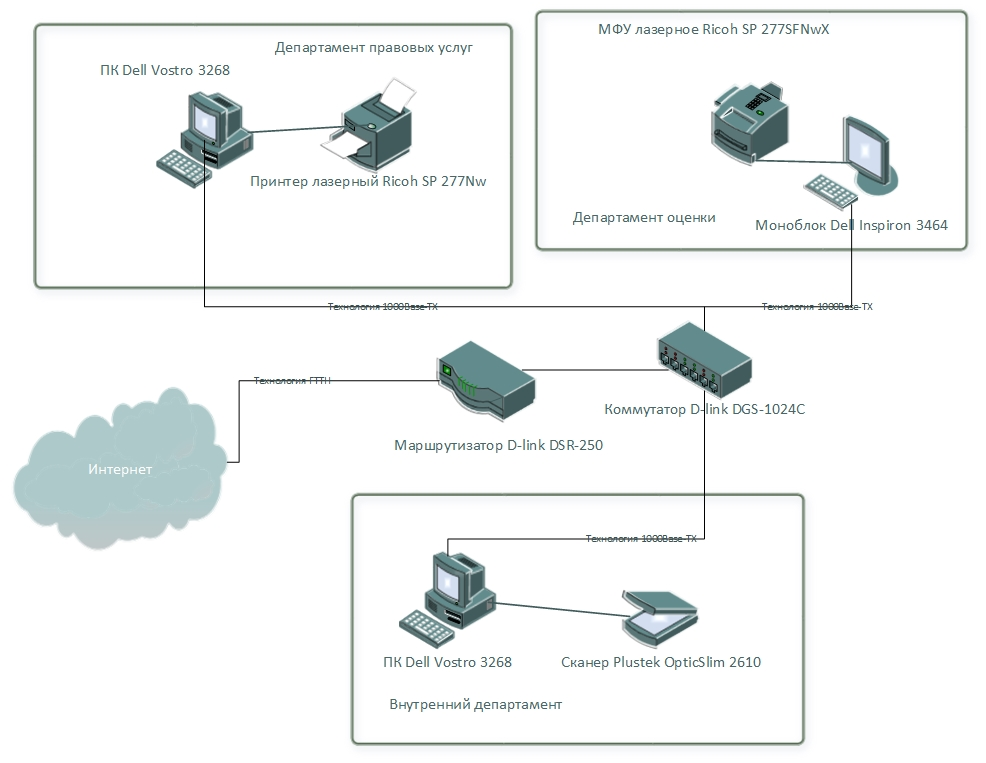 МФУ лазерное Ricoh SP 277SFNwX
Департамент правовых услуг
ПК Dell Vostro 3268
Принтер лазерный Ricoh SP 277Nw
Департамент оценки
Моноблок Dell Inspiron 3464
Технология 1000Base-TX
Технология 1000Base-TX
Технология FTTH
Коммутатор D-link DGS-1024C
Маршрутизатор D-link DSR-250
Интернет
Технология 1000Base-TX
ПК Dell Vostro 3268
Сканер Plustek OpticSlim 2610
Внутренний департамент